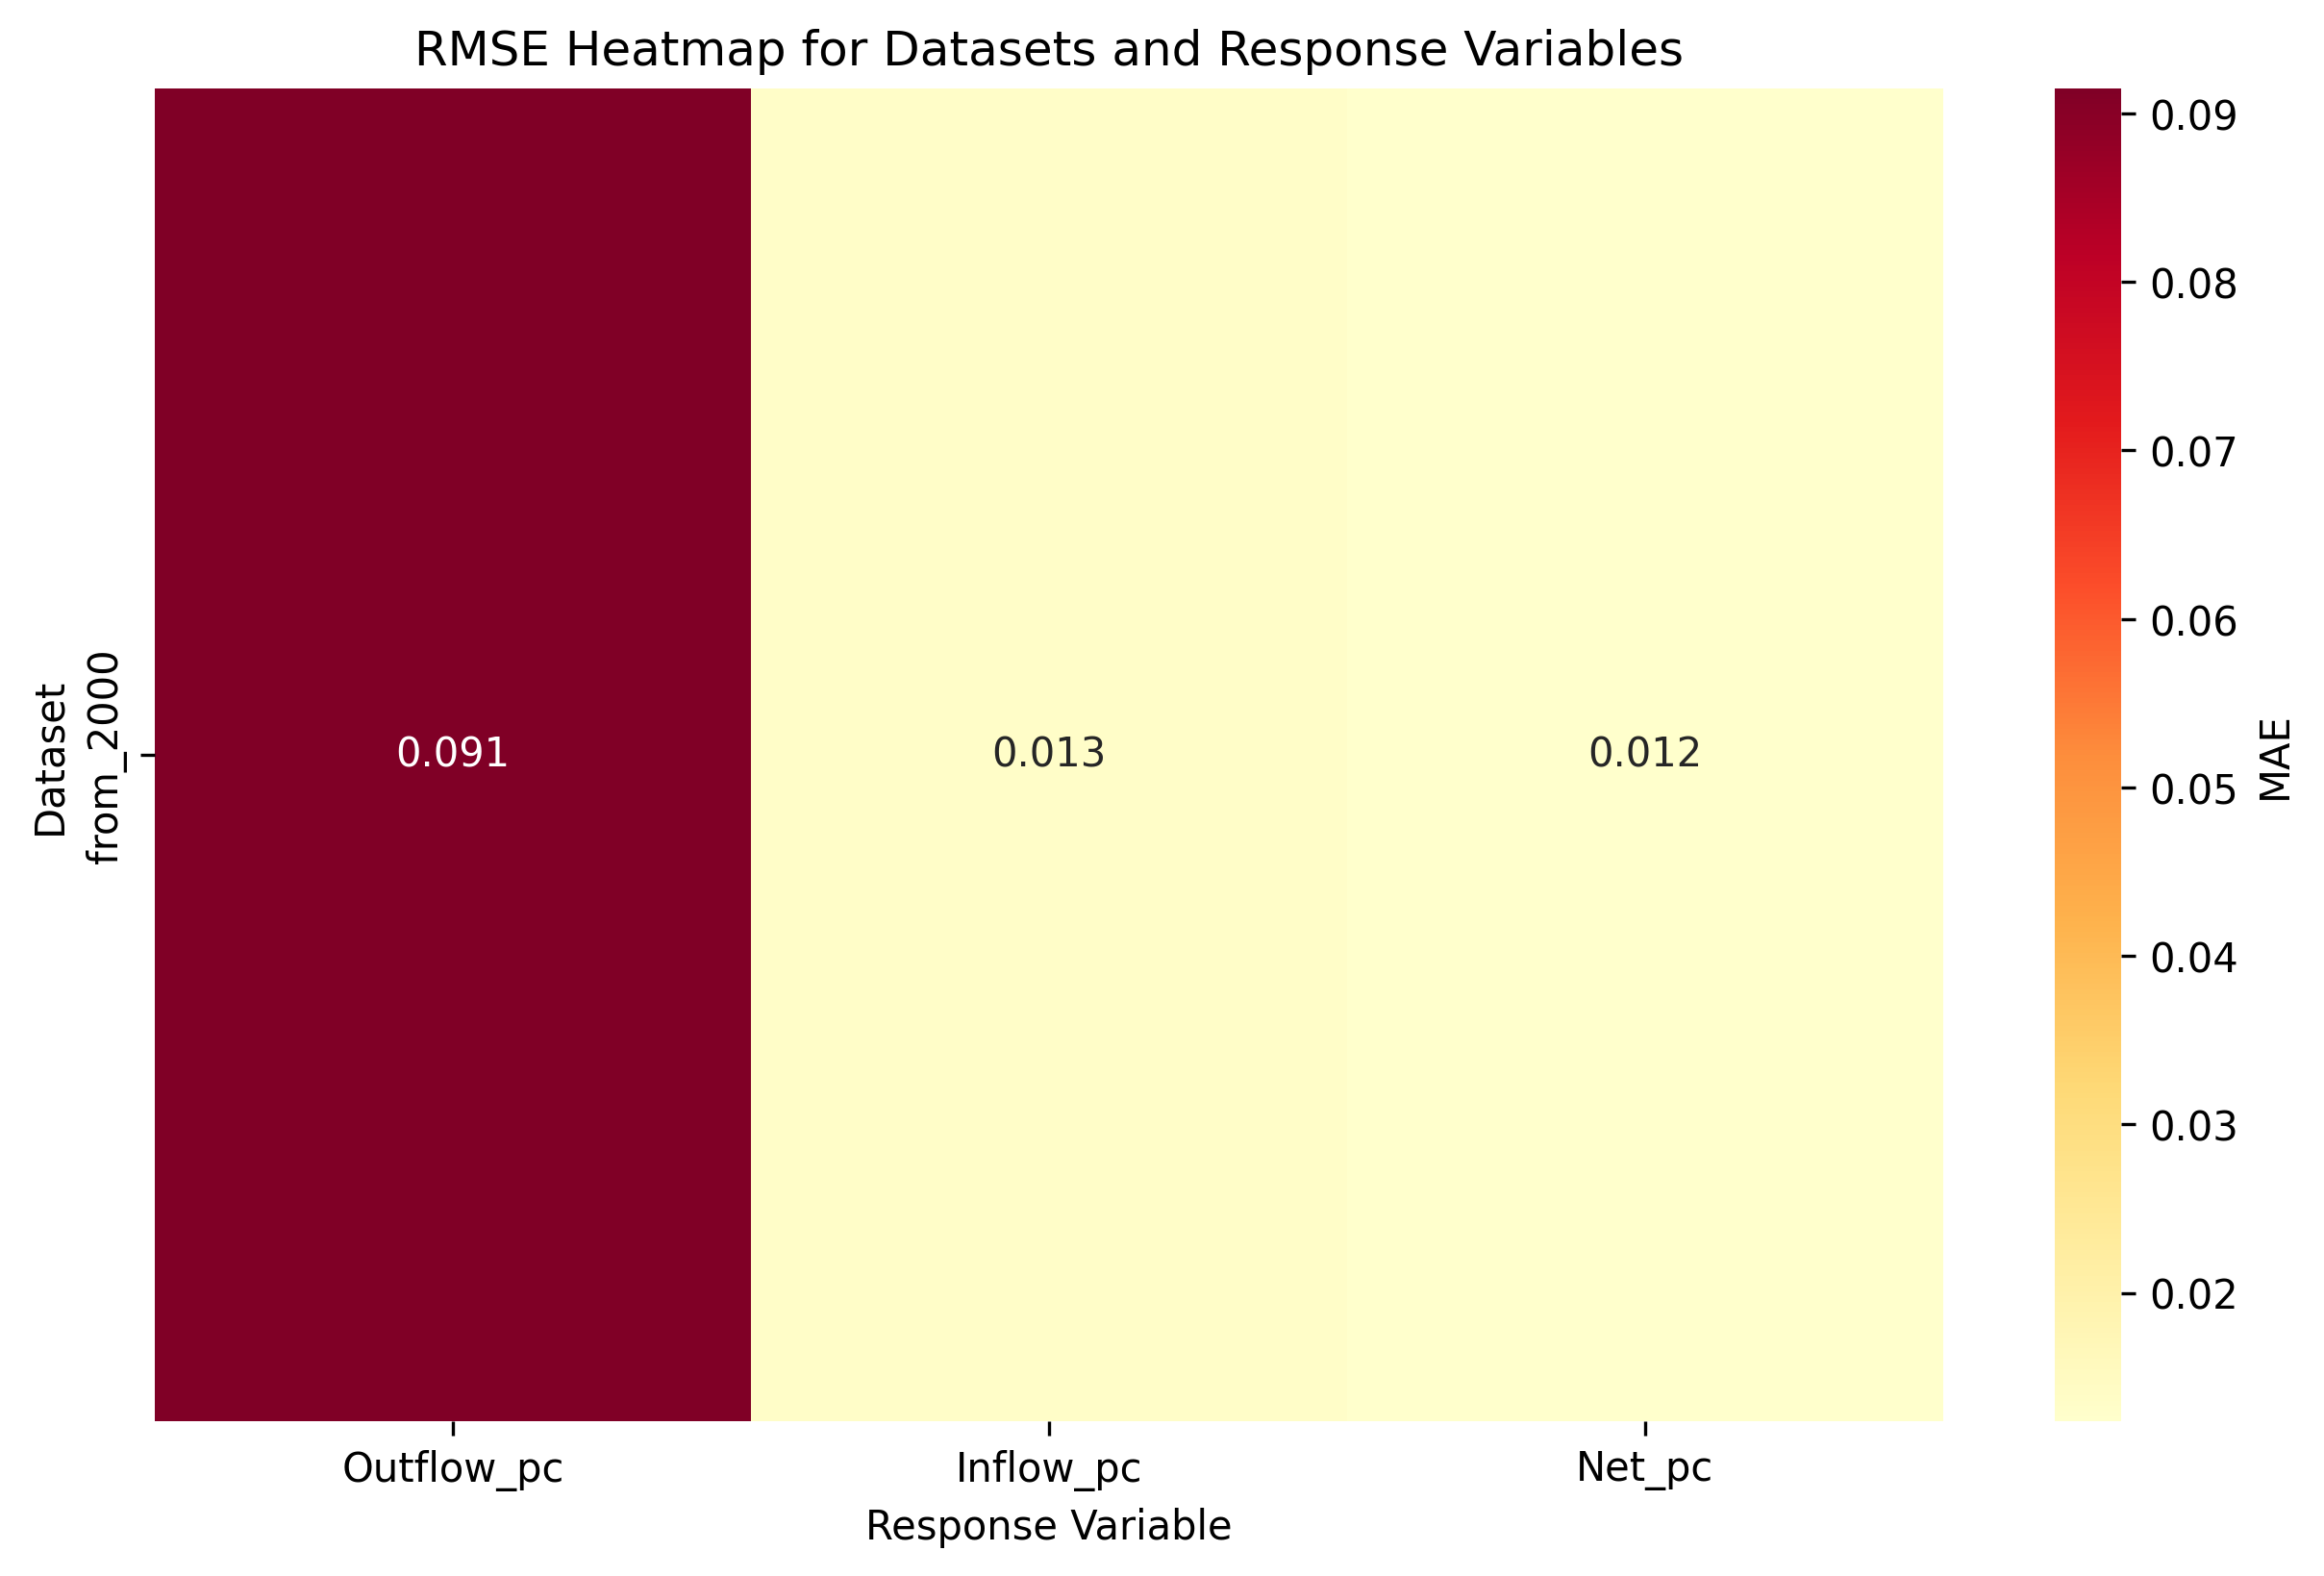 RMSE Heatmap for Datasets and Response Variables
Dataset
from_2000
0.091
0.013
0.012
Outflow_pc
Inflow_pc
Net_pc
Response Variable
0.09
0.08
0.07
0.06
0.05
0.04
0.03
0.02
MAE